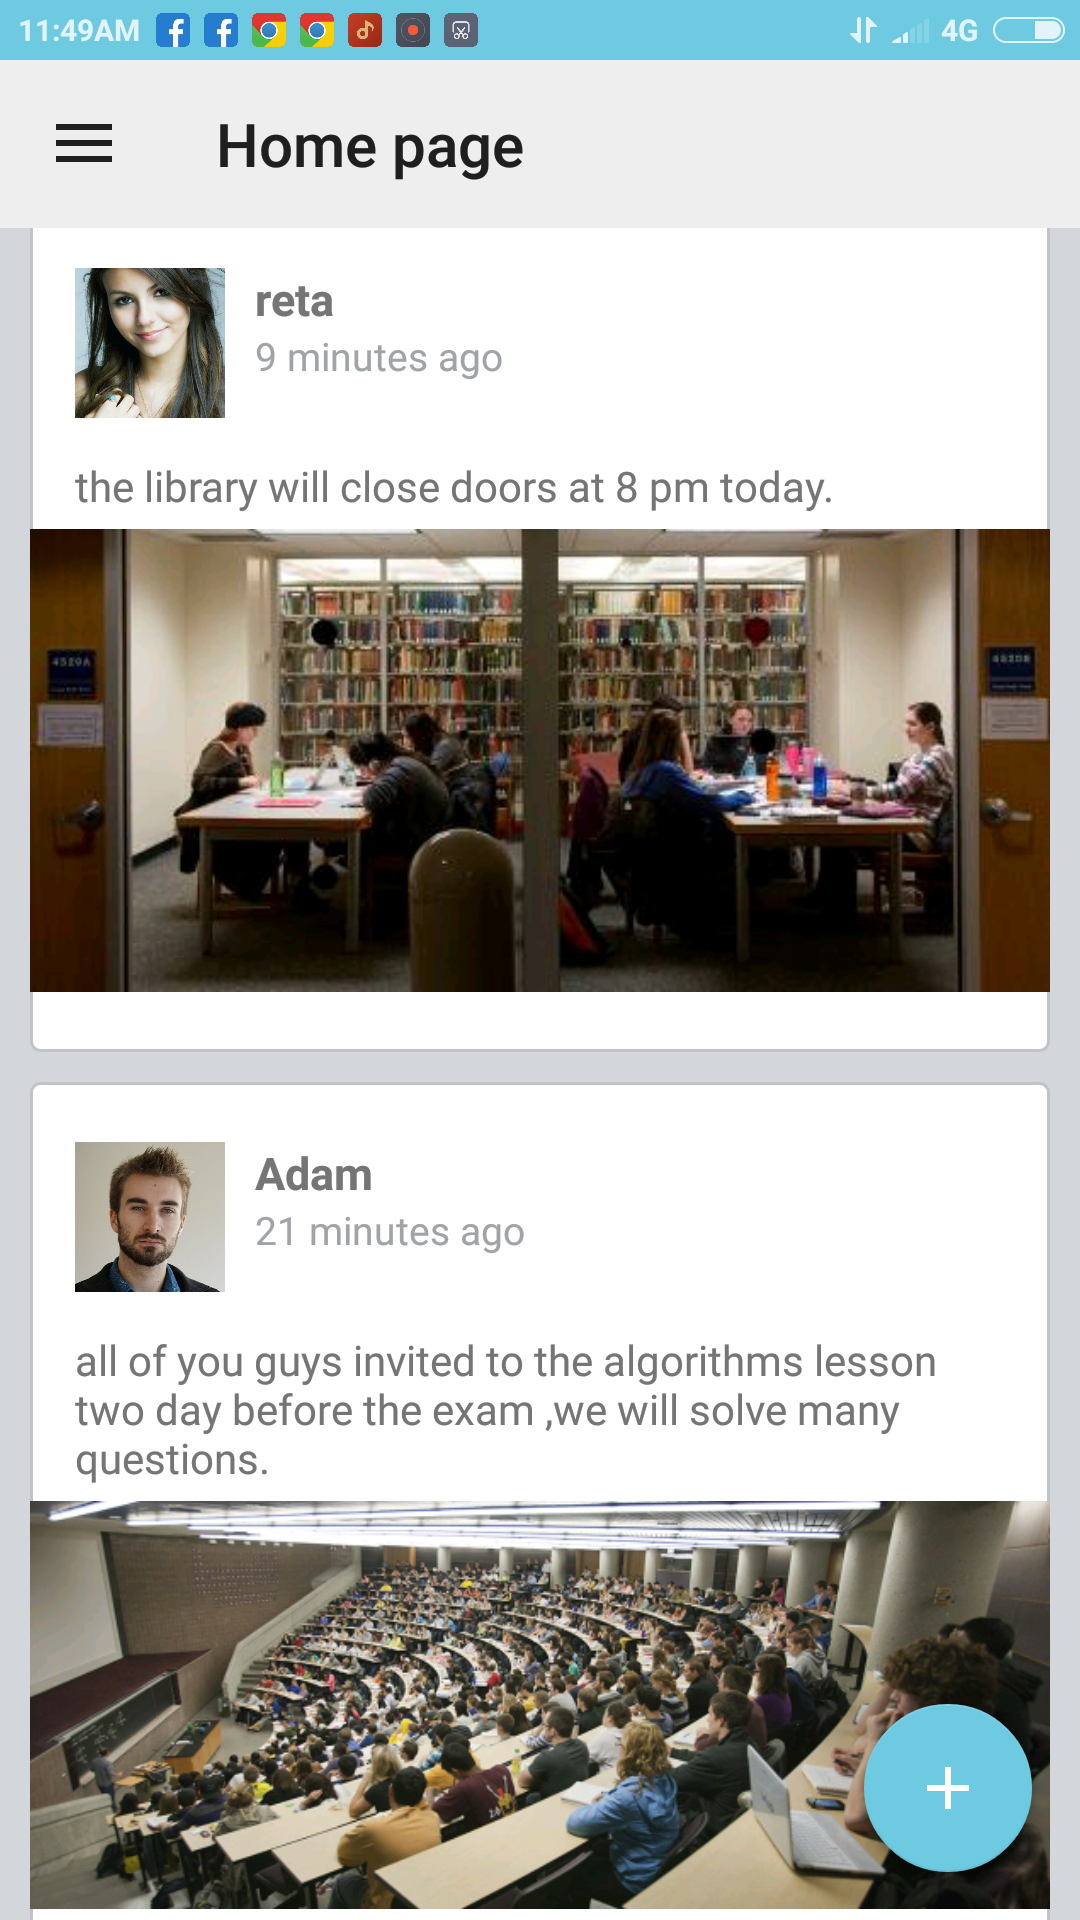 11:49AM
4G
Home page
reta
9 minutes ago
the library will close doors at 8 pm today.
4520A
Adam
21 minutes ago
all of you guys invited to the algorithms lesson
two day before the exam ,we will solve many
questions.